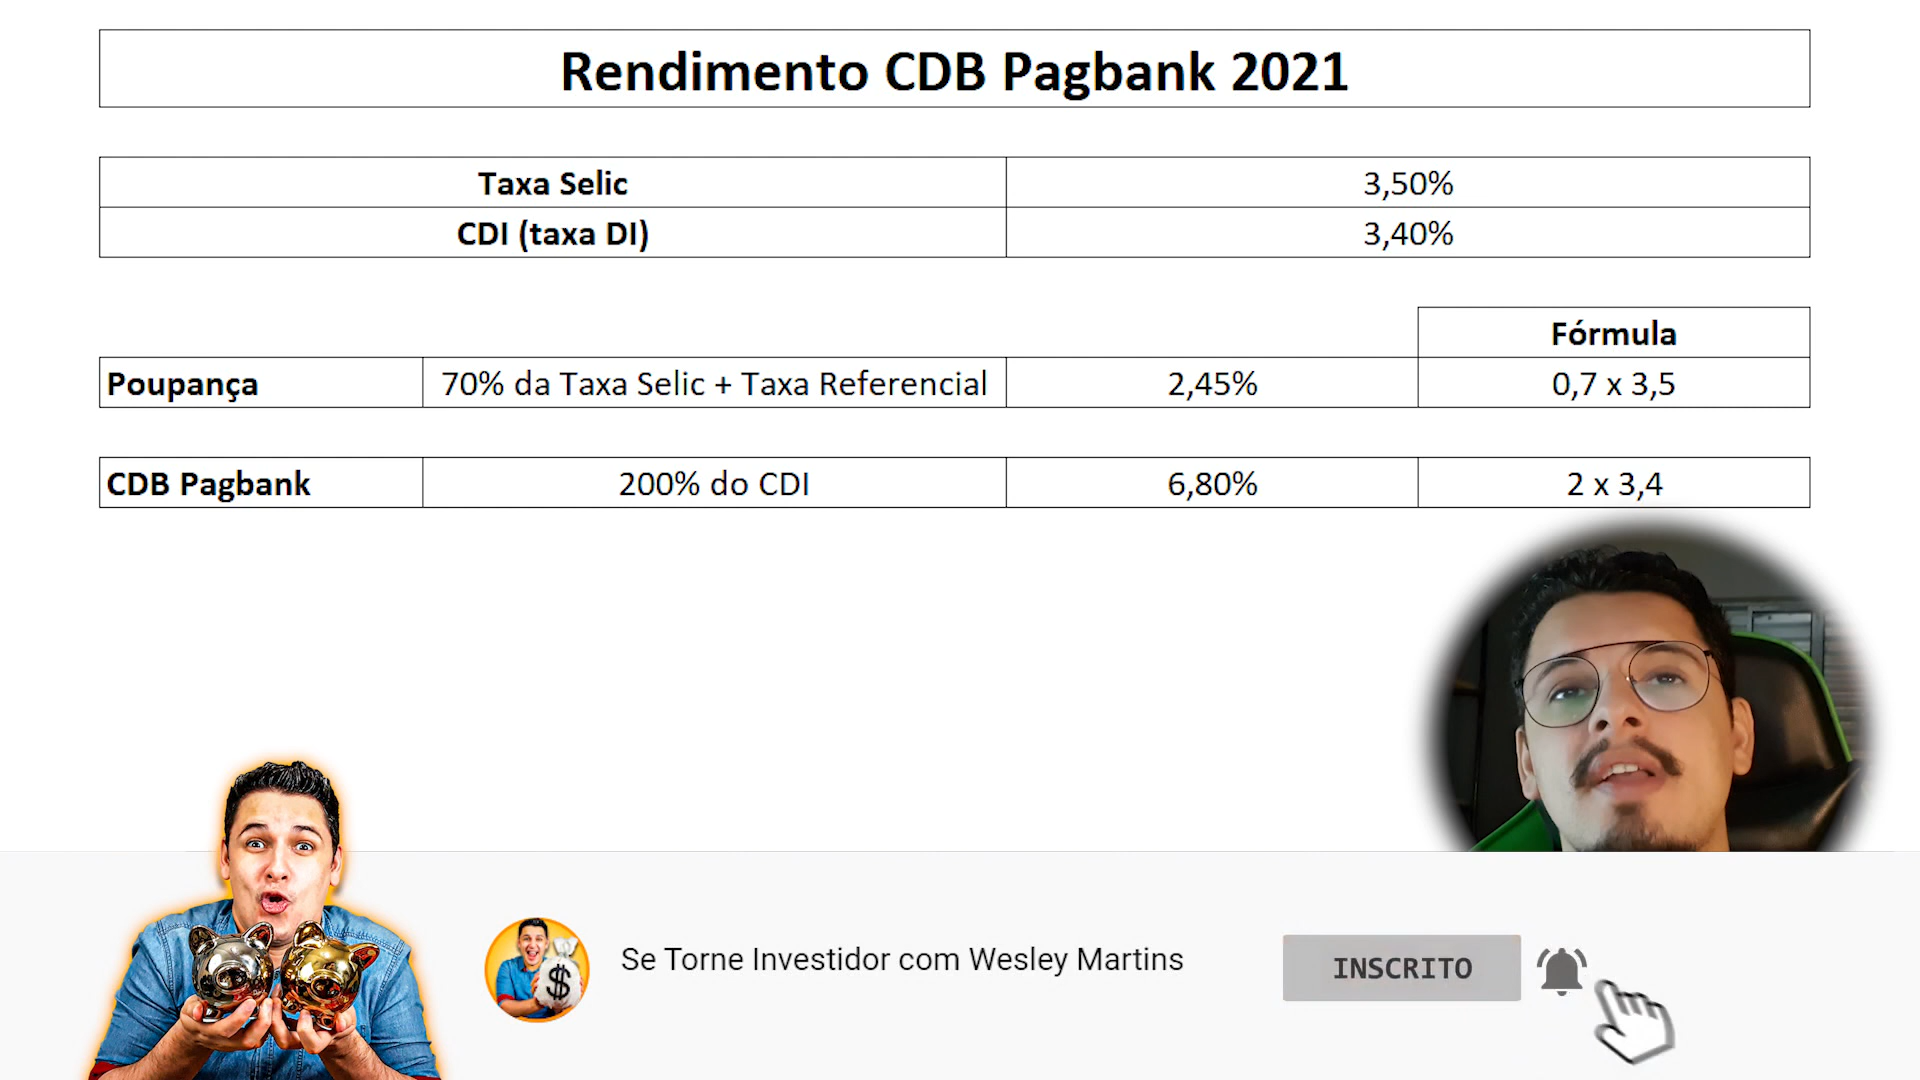 Rendimento CDB Pagbank 2021
Taxa Selic 3,50%
CDI (taxa DI) 3,40%
Fórmula
Poupança 70% da Taxa Selic + Taxa Referencial 2,45% 0,7 x 3,5
CDB Pagbank 200% do CDI 6,80% 2 x 3,4
$
Se Torne Investidor com Wesley Martins
INSCRITO